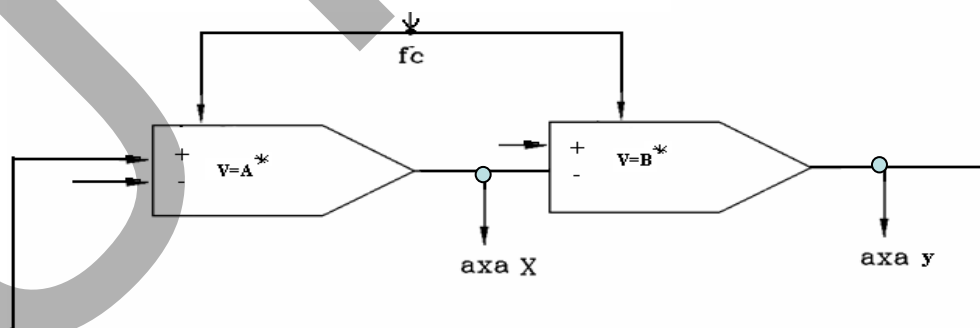 fc
+
-
V=A*
+
-
V=B*
axa X
axa y